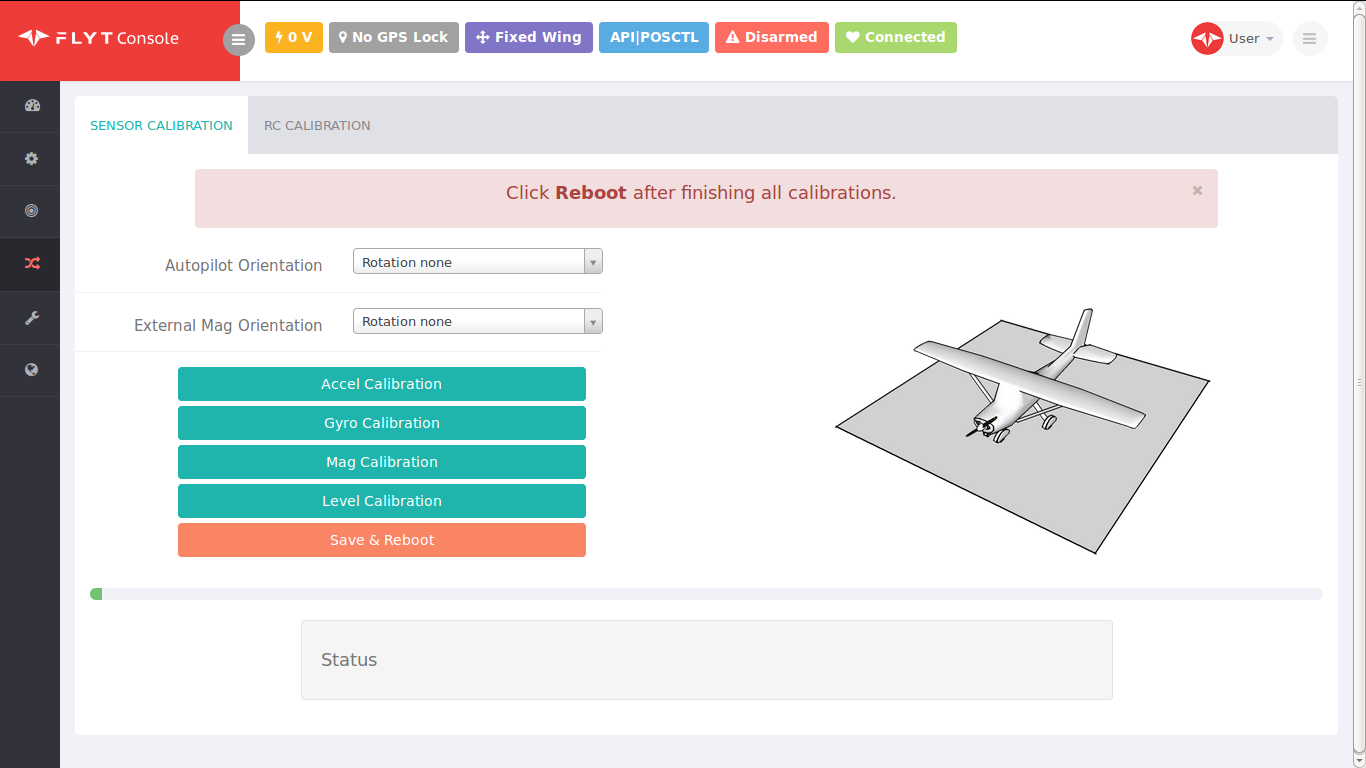 FLYT Console
0 V
No GPS Lock
Fixed Wing
API|POSCTL
Disarmed
Connected
User
SENSOR CALIBRATION
RC CALIBRATION
Click Reboot after finishing all calibrations.
Autopilot Orientation
Rotation none
External Mag Orientation
Rotation none
Accel Calibration
Gyro Calibration
Mag Calibration
Level Calibration
Save & Reboot
Status